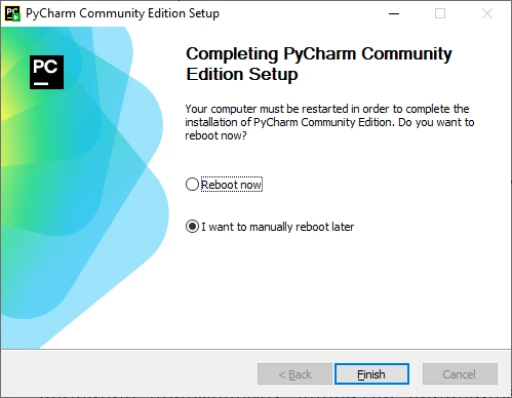 PyCharm Community Edition Setup
PC
Completing PyCharm Community
Edition Setup
Your computer must be restarted in order to complete the
installation of PyCharm Community Edition. Do you want to
reboot now?
Reboot now
I want to manually reboot later
< Back
Finish
Cancel